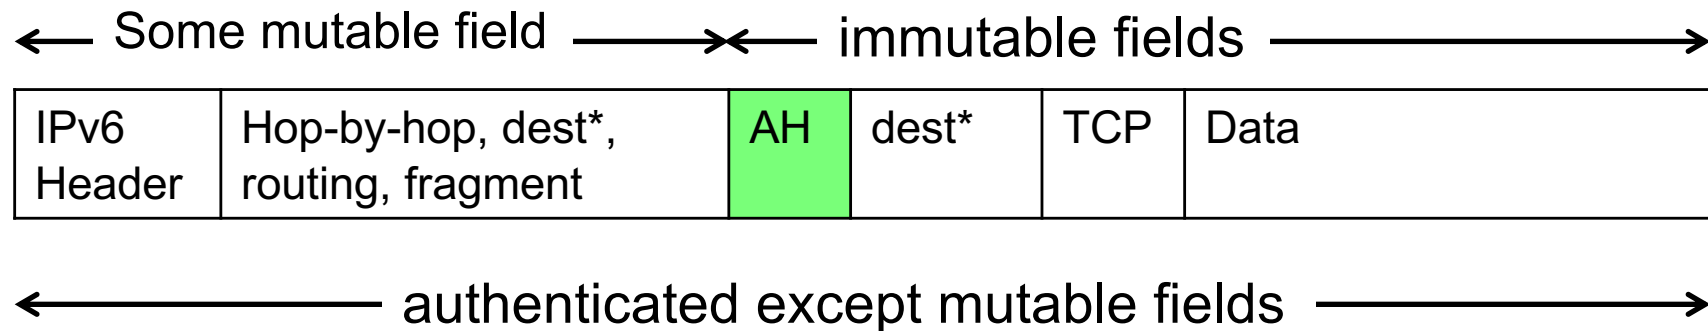 Some mutable field
immutable fields
IPv6
Header
Hop-by-hop, dest*,
routing, fragment
AH
dest*
TCP
Data
authenticated except mutable fields